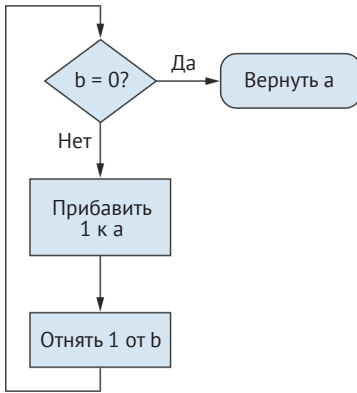 b = 0?
Да
Вернуть a
Нет
Прибавить
1 к a
Отнять 1 от b